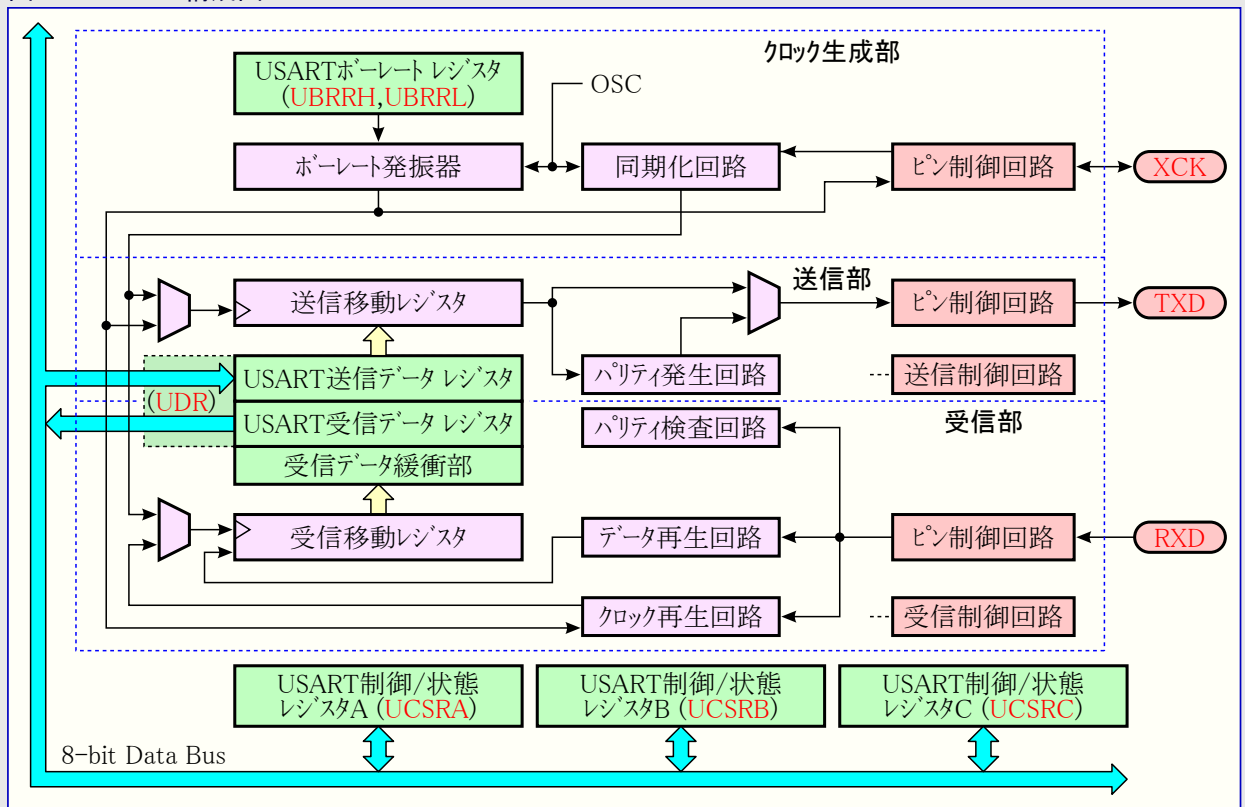 クロック生成部
USARTボーレート レジスタ
(UBRRH,UBRRL)
OSC
ボーレート発振器
同期化回路
ピン制御回路
XCK
送信部
送信移動レジスタ
ピン制御回路
TXD
USART送信データ レジスタ
パリティ発生回路
送信制御回路
(UDR)
USART受信データ レジスタ
パリティ検査回路
受信部
受信データ緩衝部
受信移動レジスタ
データ再生回路
ピン制御回路
RXD
クロック再生回路
受信制御回路
USART制御/状態
レジスタA (UCSRA)
USART制御/状態
レジスタB (UCSRB)
USART制御/状態
レジスタC (UCSRC)
8-bit Data Bus